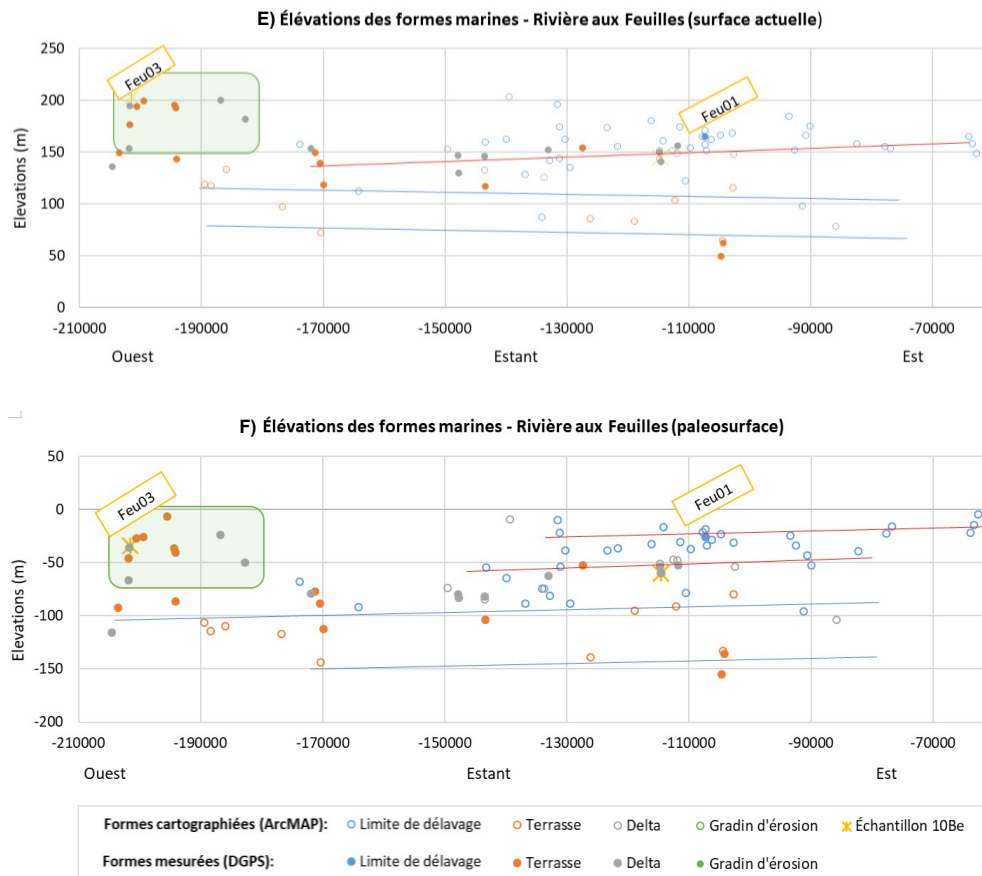 E) Élévations des formes marines - Rivière aux Feuilles (surface actuelle)
250
200
150
100
50
0
Elevations (m)
Feu03
Feu01
-210000 -190000 -170000 -150000 -130000 -110000 -90000 -70000
Ouest Estant Est
F) Élévations des formes marines - Rivière aux Feuilles (paleosurface)
50
0
-50
-100
-150
-200
Elevations (m)
Feu03
Feu01
-210000 -190000 -170000 -150000 -130000 -110000 -90000 -70000
Ouest Estant Est
Formes cartographiées (ArcMAP): Limite de délavage Terrasse Delta Gradin d'érosion Échantillon 10Be
Formes mesurées (DGPS): Limite de délavage Terrasse Delta Gradin d'érosion